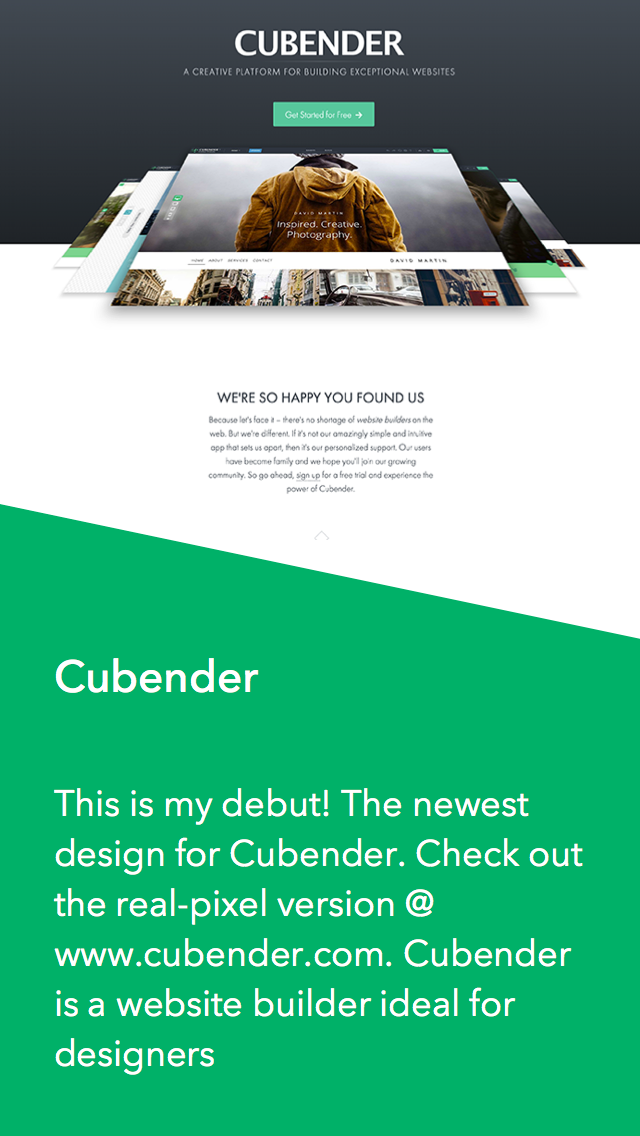 CUBENDER
A CREATIVE PLATFORM FOR BUILDING EXCEPTIONAL WEBSITES
Get Started for Free →
DAVID MARTIN
Inspired. Creative.
Photography.
HOME ABOUT SERVICES CONTACT
DAVID MARTIN
WE'RE SO HAPPY YOU FOUND US
Because let's face it – there's no shortage of website builders on the
web. But we're different. If it's not our amazingly simple and intuitive
app that sets us apart, then it's our personalized support. Our users
have become family and we hope you'll join our growing
community. So go ahead, sign up for a free trial and experience the
power of Cubender.
Cubender
This is my debut! The newest
design for Cubender. Check out
the real-pixel version @
www.cubender.com. Cubender
is a website builder ideal for
designers